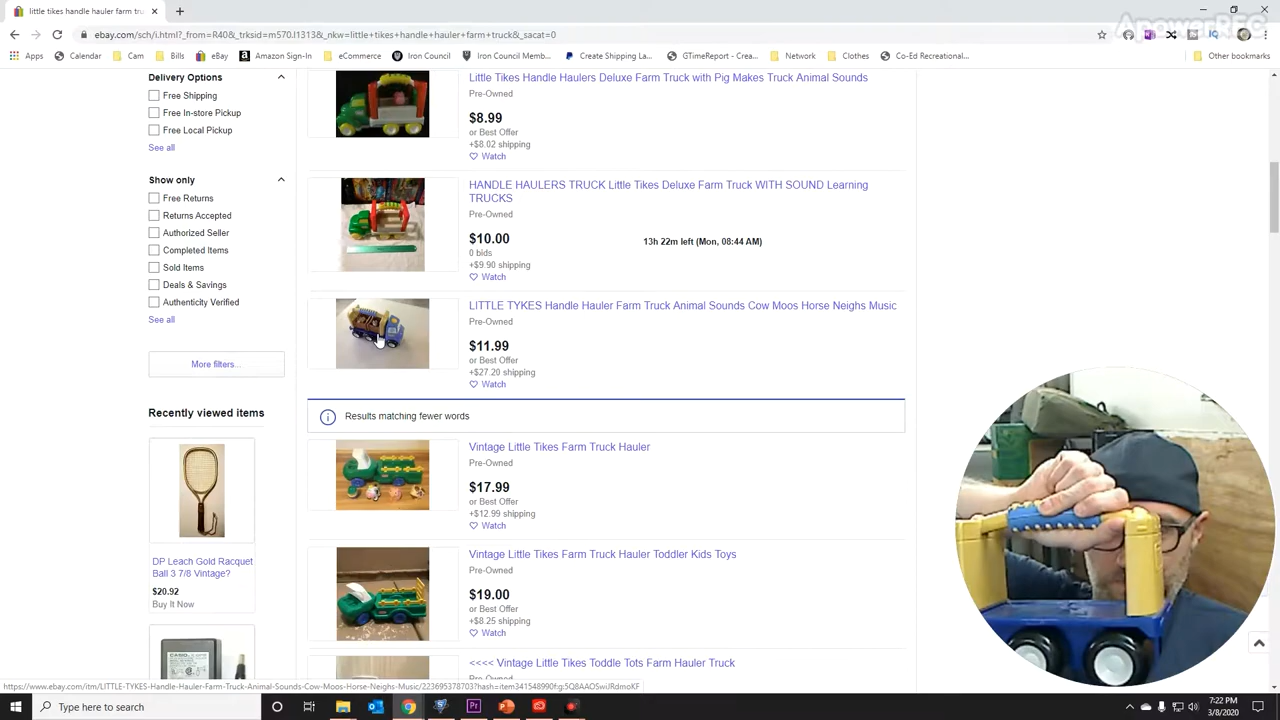 little tikes handle hauler farm tru
ApowerREC
ebay.com/sch/i.html?_from=R40&_trksid=m570.l1313&_nkw=little+tikes+handle+hauler+farm+truck&_sacat=0
Apps Calendar Cam Bills eBay Amazon Sign-In eCommerce Iron Council Iron Council Memb... Create Shipping La... GTimeReport - Crea... Network Clothes Co-Ed Recreational... Other bookmarks
Delivery Options
Free Shipping
Free In-store Pickup
Free Local Pickup
See all
Show only
Free Returns
Returns Accepted
Authorized Seller
Completed Items
Sold Items
Deals & Savings
Authenticity Verified
See all
More filters...
Recently viewed items
DP Leach Gold Racquet
Ball 3 7/8 Vintage?
$20.92
Buy It Now
Little Tikes Handle Haulers Deluxe Farm Truck with Pig Makes Truck Animal Sounds
Pre-Owned
$8.99
or Best Offer
+$8.02 shipping
Watch
HANDLE HAULERS TRUCK Little Tikes Deluxe Farm Truck WITH SOUND Learning
TRUCKS
Pre-Owned
$10.00
13h 22m left (Mon, 08:44 AM)
0 bids
+$9.90 shipping
Watch
LITTLE TYKES Handle Hauler Farm Truck Animal Sounds Cow Moos Horse Neighs Music
Pre-Owned
$11.99
or Best Offer
+$27.20 shipping
Watch
Results matching fewer words
Vintage Little Tikes Farm Truck Hauler
Pre-Owned
$17.99
or Best Offer
+$12.99 shipping
Watch
Vintage Little Tikes Farm Truck Hauler Toddler Kids Toys
Pre-Owned
$19.00
or Best Offer
+$8.25 shipping
Watch
<<<< Vintage Little Tikes Toddle Tots Farm Hauler Truck
https://www.ebay.com/itm/LITTLE-TYKES-Handle-Hauler-Farm-Truck-Animal-Sounds-Cow-Moos-Horse-Neighs-Music/223695378703?hash=item341548990f:g:5Q8AAOSwiJRdmoKF
Type here to search
7:22 PM
3/8/2020